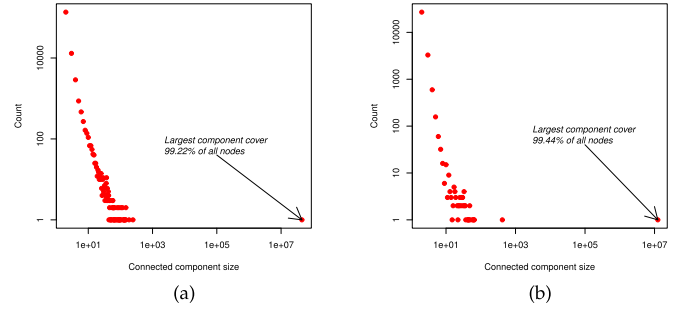 Count
10000
100
1
Largest component cover
99.22% of all nodes
1e+01
1e+03
1e+05
1e+07
Connected component size
(a)
Count
10000
1000
100
10
1
Largest component cover
99.44% of all nodes
1e+01
1e+03
1e+05
1e+07
Connected component size
(b)